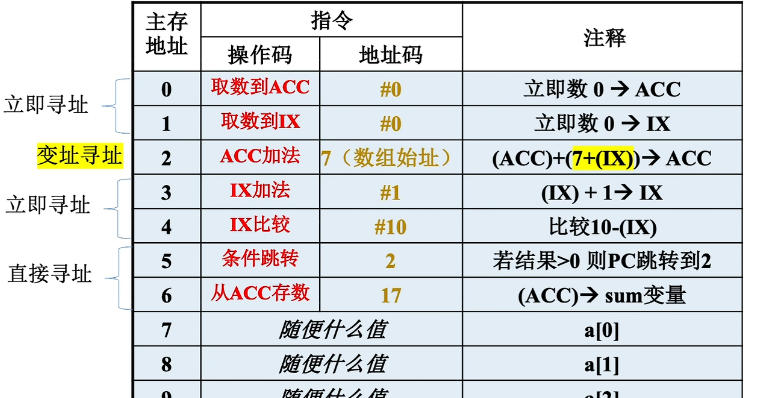 主存地址 指令 注释
操作码 地址码
立即寻址
0 取数到ACC #0 立即数 0 → ACC
1 取数到IX #0 立即数 0 → IX
变址寻址 2 ACC加法 7（数组始址） (ACC)+(7+(IX))→ ACC
立即寻址
3 IX加法 #1 (IX) + 1→ IX
4 IX比较 #10 比较10-(IX)
直接寻址
5 条件跳转 2 若结果>0 则PC跳转到2
6 从ACC存数 17 (ACC)→ sum变量
7 随便什么值 a[0]
8 随便什么值 a[1]
9 随便什么值 a[2]